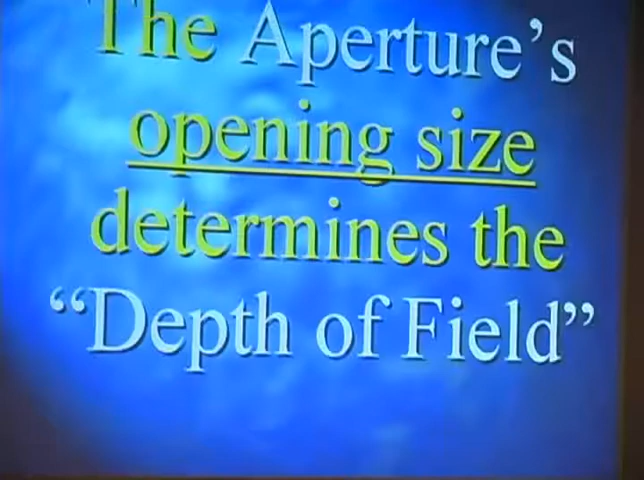 The Aperture's
opening size
determines the
“Depth of Field”